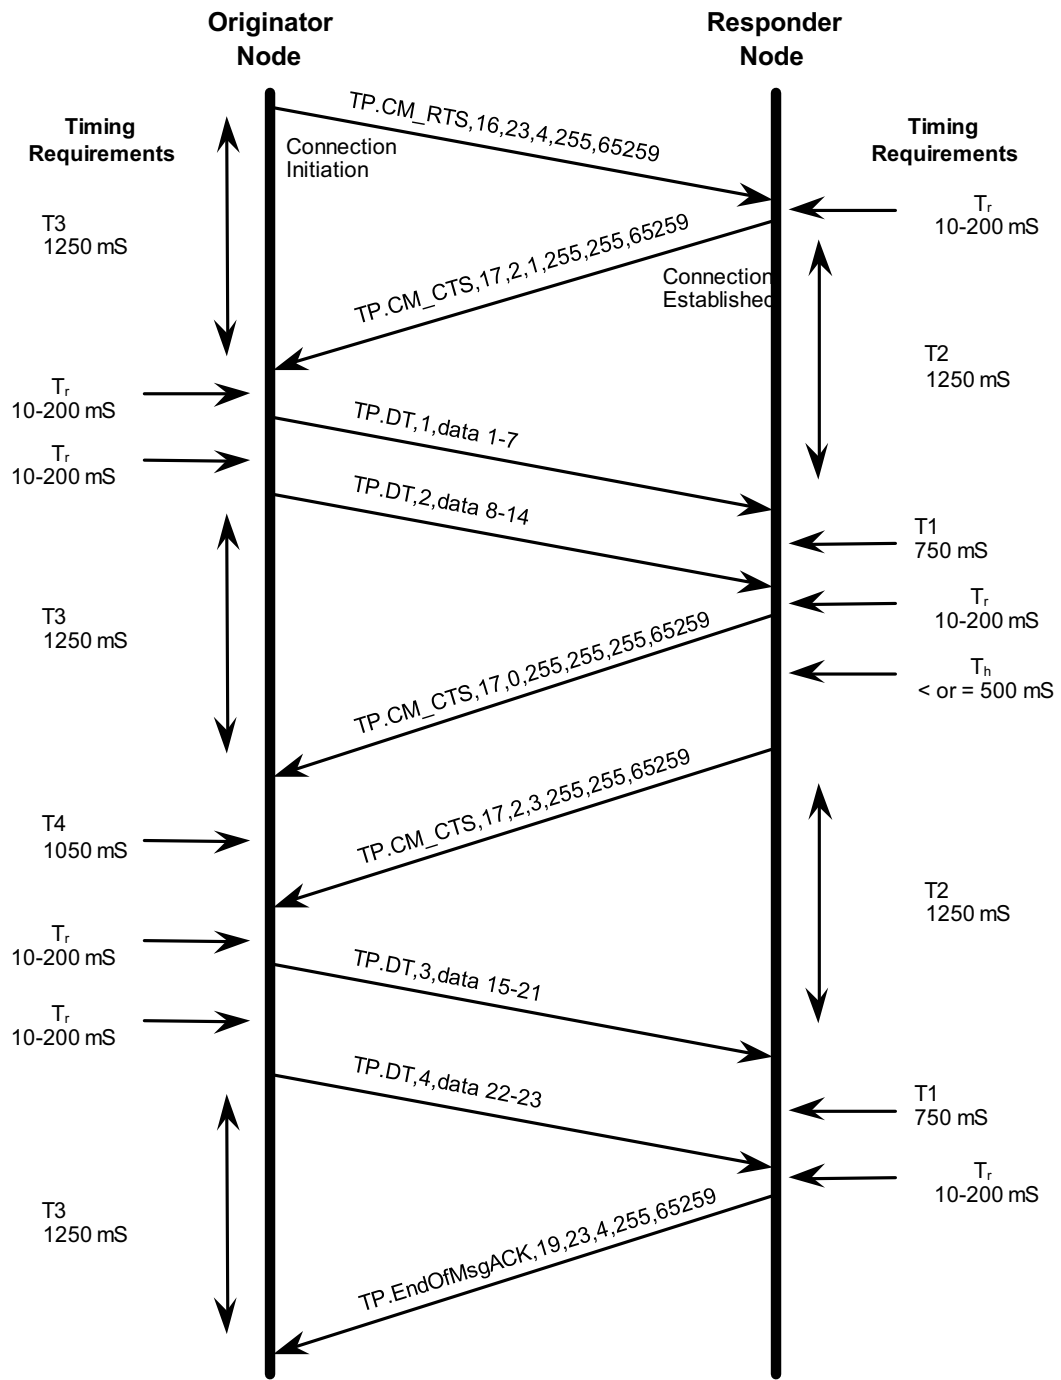 Originator
Node
Responder
Node
Timing
Requirements
Timing
Requirements
TP.CM_RTS,16,23,4,255,65259
Connection
Initiation
Tr
10-200 mS
T3
1250 mS
TP.CM_CTS,17,2,1,255,255,65259
Connection
Established
T2
1250 mS
Tr
10-200 mS
TP.DT,1,data 1-7
Tr
10-200 mS
TP.DT,2,data 8-14
T1
750 mS
T3
1250 mS
Tr
10-200 mS
TP.CM_CTS,17,0,255,255,255,65259
Th
< or = 500 mS
TP.CM_CTS,17,2,3,255,255,65259
T4
1050 mS
T2
1250 mS
Tr
10-200 mS
TP.DT,3,data 15-21
Tr
10-200 mS
TP.DT,4,data 22-23
T1
750 mS
Tr
10-200 mS
T3
1250 mS
TP.EndOfMsgACK,19,23,4,255,65259